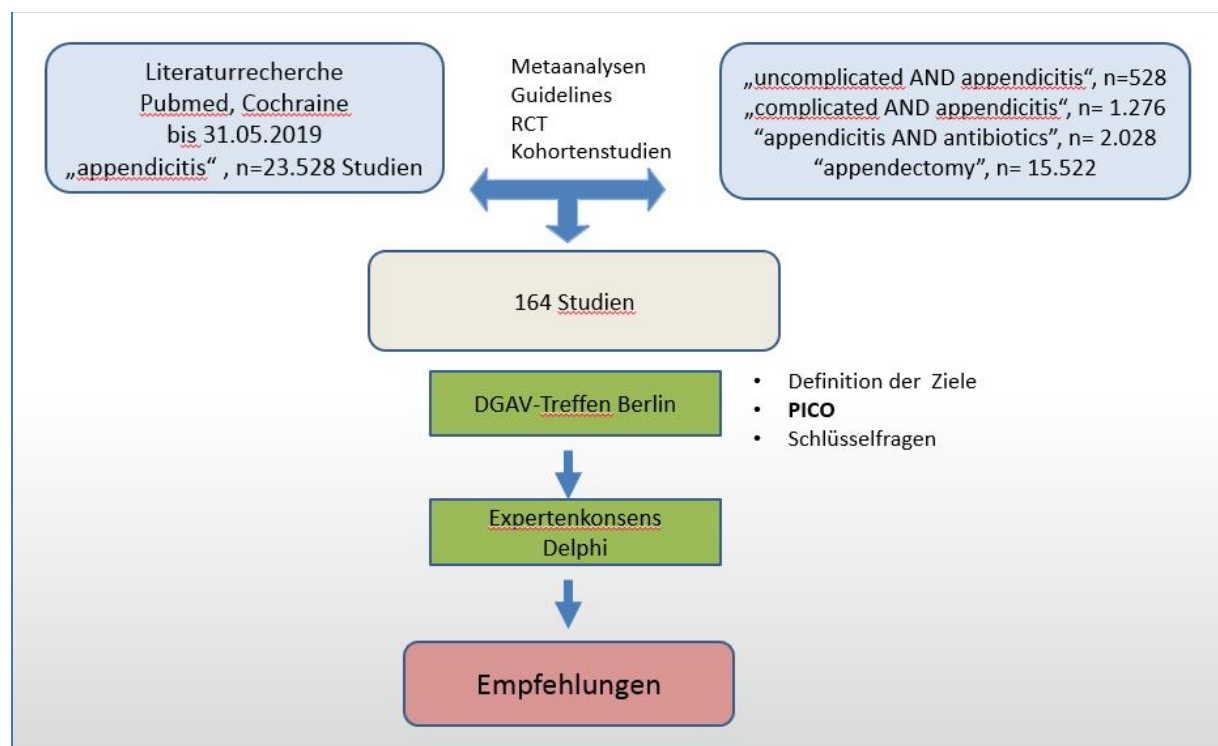 Literaturrecherche
Pubmed, Cochraine
bis 31.05.2019
„appendicitis“ , n=23.528 Studien
Metaanalysen
Guidelines
RCT
Kohortenstudien
„uncomplicated AND appendicitis“, n=528
„complicated AND appendicitis“, n= 1.276
“appendicitis AND antibiotics”, n= 2.028
“appendectomy”, n= 15.522
164 Studien
DGAV-Treffen Berlin
• Definition der Ziele
• PICO
• Schlüsselfragen
Expertenkonsens
Delphi
Empfehlungen